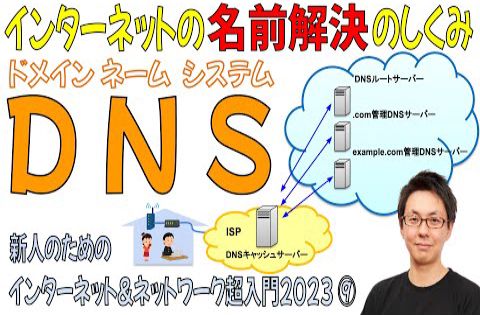 インターネットの名前解決のしくみ
ドメイン ネーム システム
DNS
DNSルートサーバー
.com管理DNSサーバー
example.com管理DNSサーバー
ISP
DNSキャッシュサーバー
新人のための
インターネット&ネットワーク超入門2023 ⑨